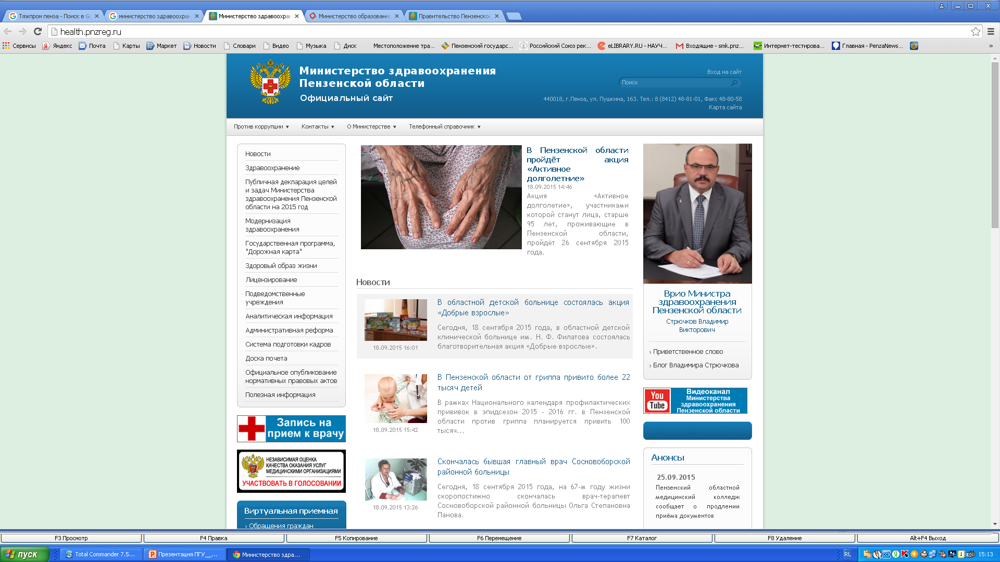 Тяжпром пенза - Поиск в G
министерство здравоохра
Министерство здравоохра
Министерство образования
Правительство Пензенской
health.pnzreg.ru
Сервисы
Яндекс
Почта
Карты
Маркет
Новости
Словари
Видео
Музыка
Диск
Местоположение тра...
Пензенский государс...
Российский Союз рек...
eLIBRARY.RU - НАУЧ...
Входящие - smk.pnz...
Интернет-тестирова...
Главная - PenzaNews...
»
Министерство здравоохранения
Пензенской области
Официальный сайт
Вход на сайт
Поиск
440018, г.Пенза, ул. Пушкина, 163. Тел.: 8 (8412) 48-81-01, Факс 48-80-58
Карта сайта
Против коррупции ▼
Контакты ▼
О Министерстве ▼
Телефонный справочник ▼
Новости
Здравоохранение
Публичная декларация целей
и задач Министерства
здравоохранения Пензенской
области на 2015 год
Модернизация
здравоохранения
Государственная программа,
"Дорожная карта"
Здоровый образ жизни
Лицензирование
Подведомственные
учреждения
Аналитическая информация
Административная реформа
Система подготовки кадров
Доска почета
Официальное опубликование
нормативных правовых актов
Полезная информация
Запись на
прием к врачу
НЕЗАВИСИМАЯ ОЦЕНКА
КАЧЕСТВА ОКАЗАНИЯ УСЛУГ
МЕДИЦИНСКИМИ ОРГАНИЗАЦИЯМИ
УЧАСТВОВАТЬ В ГОЛОСОВАНИИ
Виртуальная приемная
› Обращения граждан
В Пензенской области
пройдёт акция
«Активное
долголетние»
18.09.2015 14:46
Акция «Активное
долголетие», участниками
которой станут лица, старше
95 лет, проживающие в
Пензенской области,
пройдёт 26 сентября 2015
года.
Новости
В областной детской больнице состоялась акция
«Добрые взрослые»
Сегодня, 18 сентября 2015 года, в областной детской
клинической больнице им. Н. Ф. Филатова состоялась
благотворительная акция «Добрые взрослые».
18.09.2015 16:01
В Пензенской области от гриппа привито более 22
тысяч детей
В рамках Национального календаря профилактических
прививок в эпидсезон 2015 - 2016 гг. в Пензенской
области против гриппа планируется привить 100
тысяч...
18.09.2015 15:42
Скончалась бывшая главный врач Сосновоборской
районной больницы
Сегодня, 18 сентября 2015 года, на 67-м году жизни
скоропостижно скончалась врач-терапевт
Сосновоборской районной больницы Ольга Степановна
Панова.
18.09.2015 13:26
Врио Министра
здравоохранения
Пензенской области
Стрючков Владимир
Викторович
› Приветственное слово
› Блог Владимира Стрючкова
You
Tube
Видеоканал
Министерства
здравоохранения
Пензенской области
Анонсы
25.09.2015
Пензенский областной
медицинский колледж
сообщает о продлении
приёма документов
F3 Просмотр
F4 Правка
F5 Копирование
F6 Перемещение
F7 Каталог
F8 Удаление
Alt+F4 Выход
пуск
Total Commander 7.5...
Презентация ПГУ__...
Министерство здра...
RL
15:13